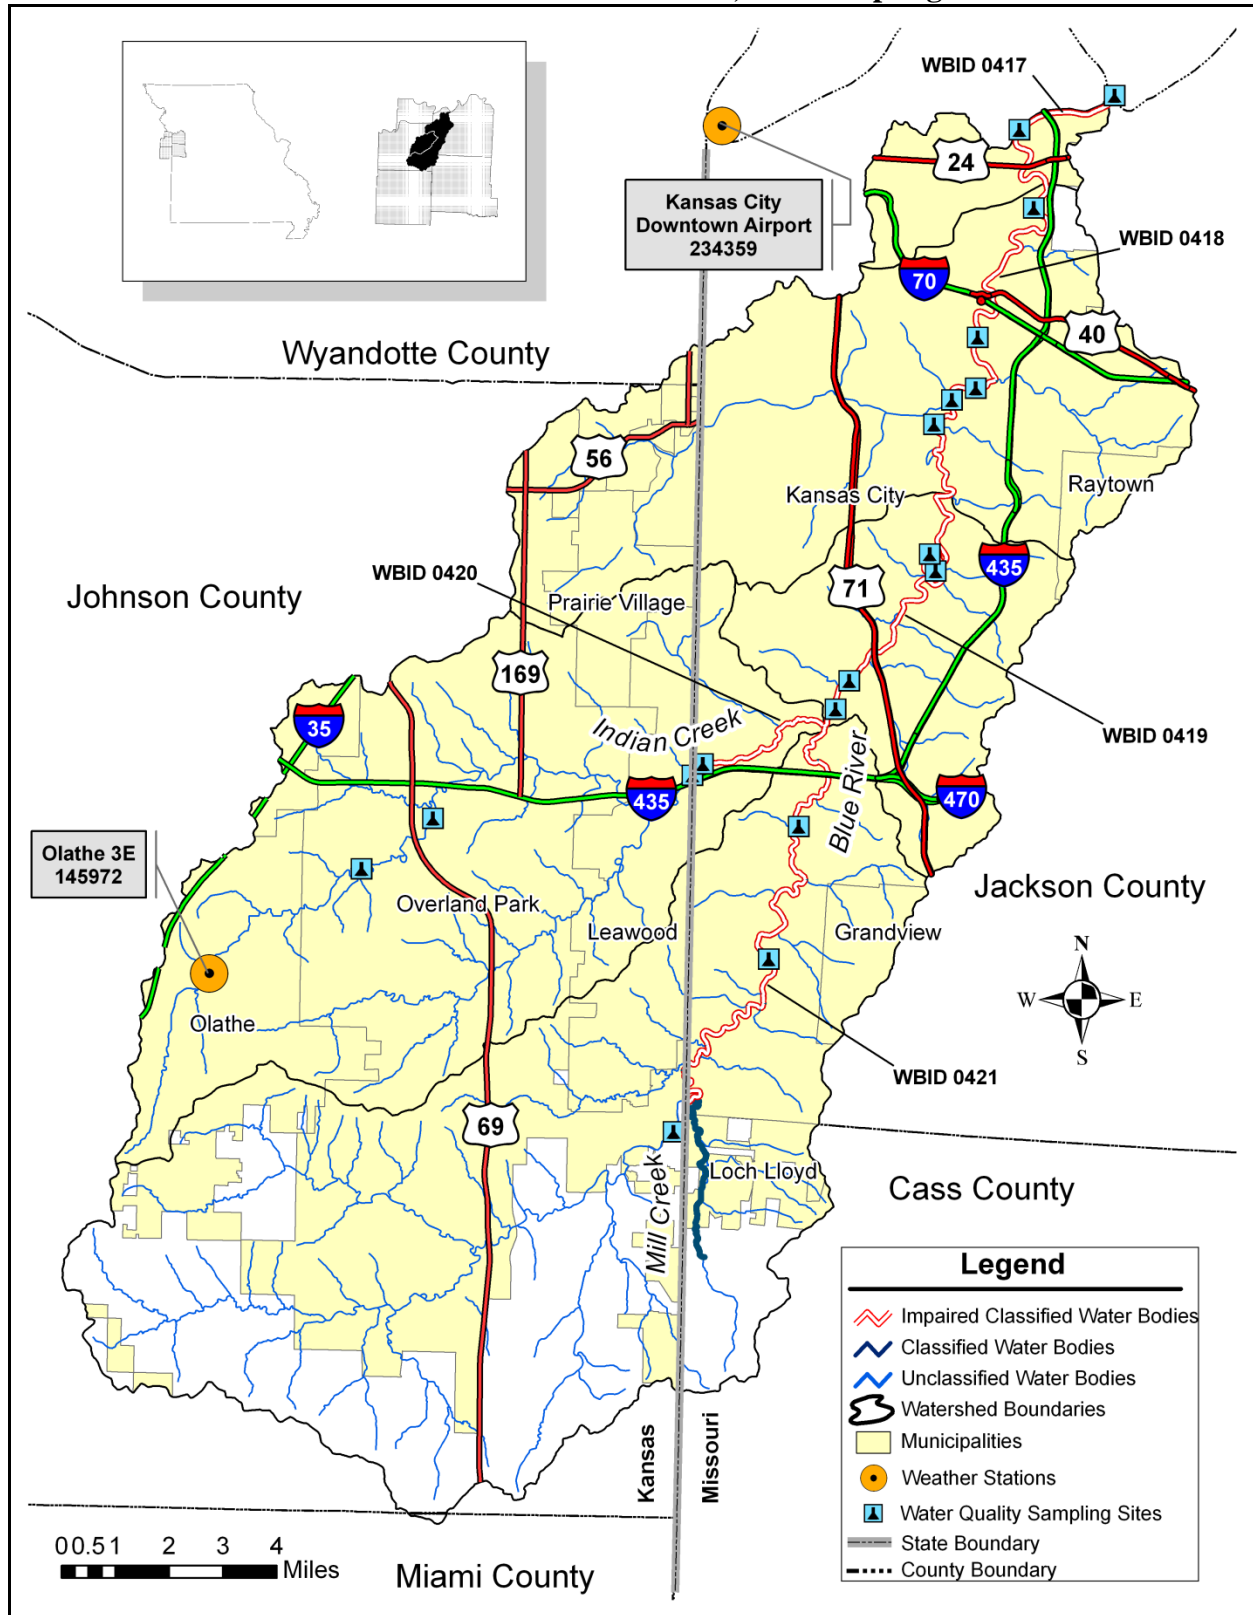 WBID 0417
24
Kansas City
Downtown Airport
234359
WBID 0418
70
40
Wyandotte County
56
Kansas City
Raytown
435
WBID 0420
71
Johnson County
Prairie Village
169
35
Indian Creek
Blue River
WBID 0419
435
470
Olathe 3E
145972
Overland Park
Leawood
Grandview
Jackson County
N
W
E
S
Olathe
WBID 0421
69
Mill Creek
Loch Lloyd
Cass County
Legend
Impaired Classified Water Bodies
Classified Water Bodies
Unclassified Water Bodies
Watershed Boundaries
Municipalities
Weather Stations
Water Quality Sampling Sites
State Boundary
County Boundary
Kansas
Missouri
0 0.5 1 2 3 4
Miles
Miami County